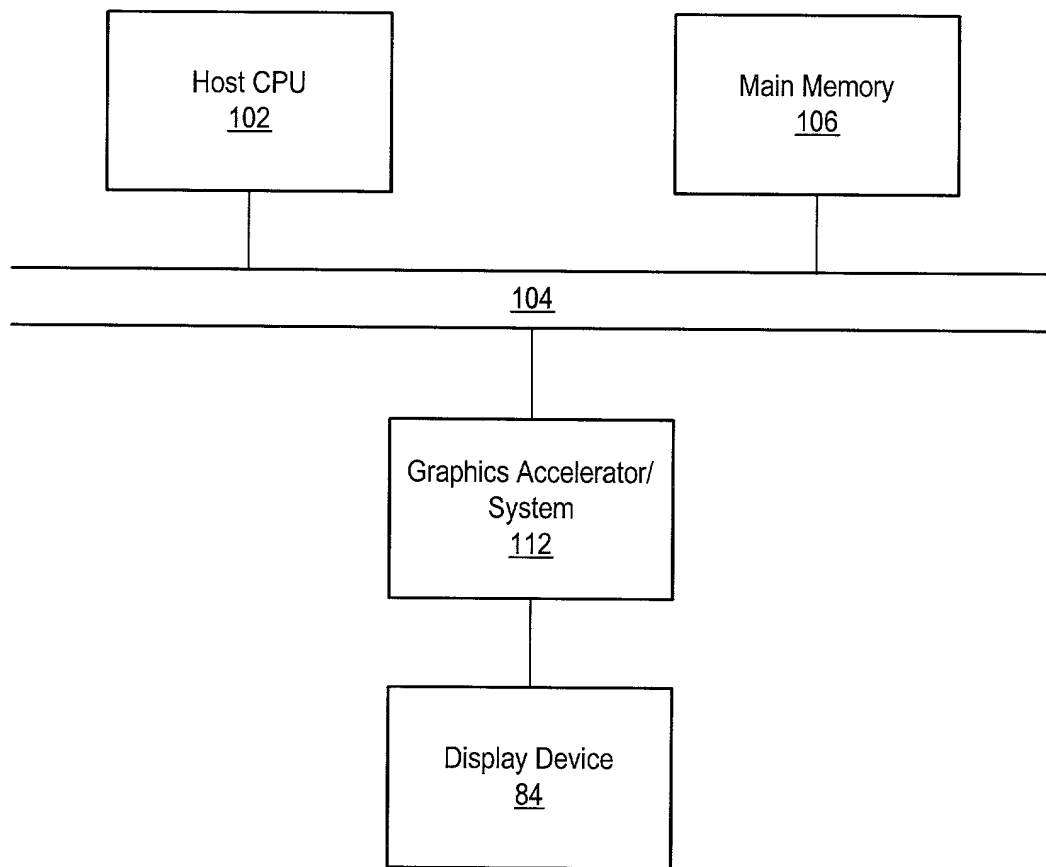 Host CPU
102
Main Memory
106
104
Graphics Accelerator/
System
112
Display Device
84